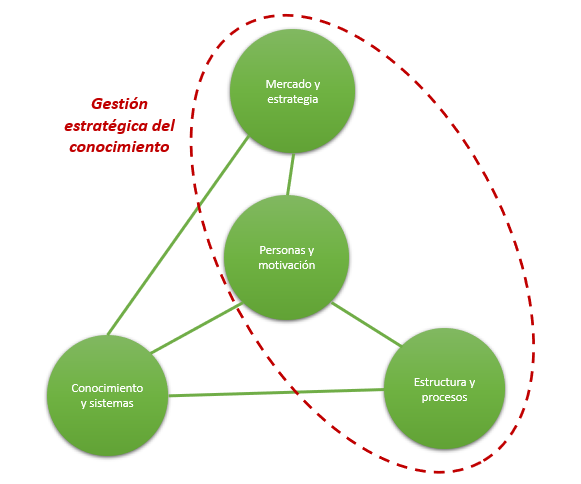 Mercado y
estrategia
Gestión
estratégica del
conocimiento
Personas y
motivación
Conocimiento
y sistemas
Estructura y
procesos